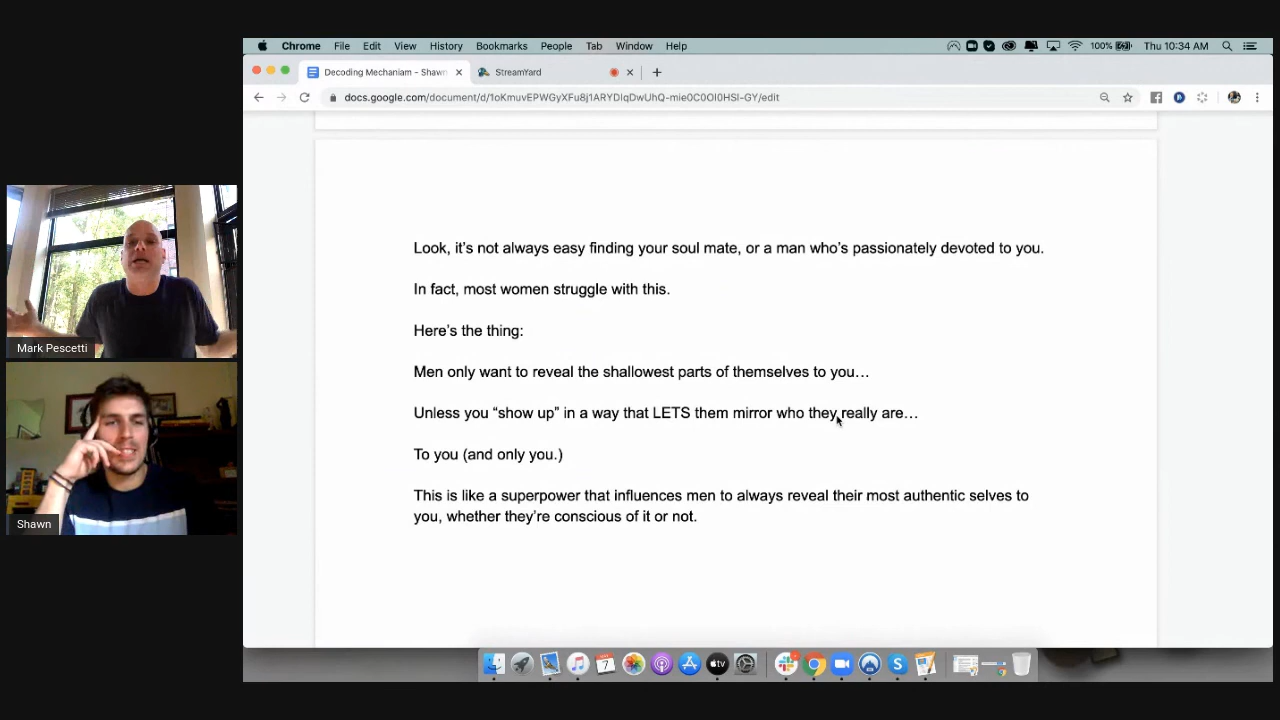 Chrome File Edit View History Bookmarks People Tab Window Help 100% Thu 10:34 AM
Decoding Mechaniam - Shawn StreamYard
docs.google.com/document/d/1oKmuvEPWGyXFu8j1ARYDIqDwUhQ-mie0C0OI0HSI-GY/edit
Look, it's not always easy finding your soul mate, or a man who's passionately devoted to you.
In fact, most women struggle with this.
Here's the thing:
Men only want to reveal the shallowest parts of themselves to you…
Unless you “show up” in a way that LETS them mirror who they really are…
To you (and only you.)
This is like a superpower that influences men to always reveal their most authentic selves to
you, whether they're conscious of it or not.
Mark Pescetti
Shawn
7
tv